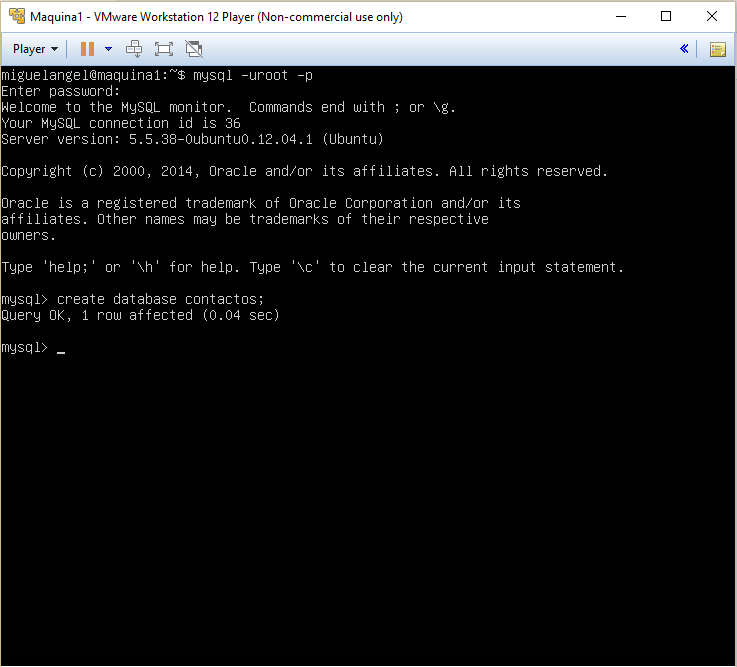 Maquina1 - VMware Workstation 12 Player (Non-commercial use only)
Player
miguelangel@maquina1:~$ mysql -uroot -p
Enter password:
Welcome to the MySQL monitor.  Commands end with ; or \g.
Your MySQL connection id is 36
Server version: 5.5.38-0ubuntu0.12.04.1 (Ubuntu)
Copyright (c) 2000, 2014, Oracle and/or its affiliates. All rights reserved.
Oracle is a registered trademark of Oracle Corporation and/or its
affiliates. Other names may be trademarks of their respective
owners.
Type 'help;' or '\h' for help. Type '\c' to clear the current input statement.
mysql> create database contactos;
Query OK, 1 row affected (0.04 sec)
mysql> _